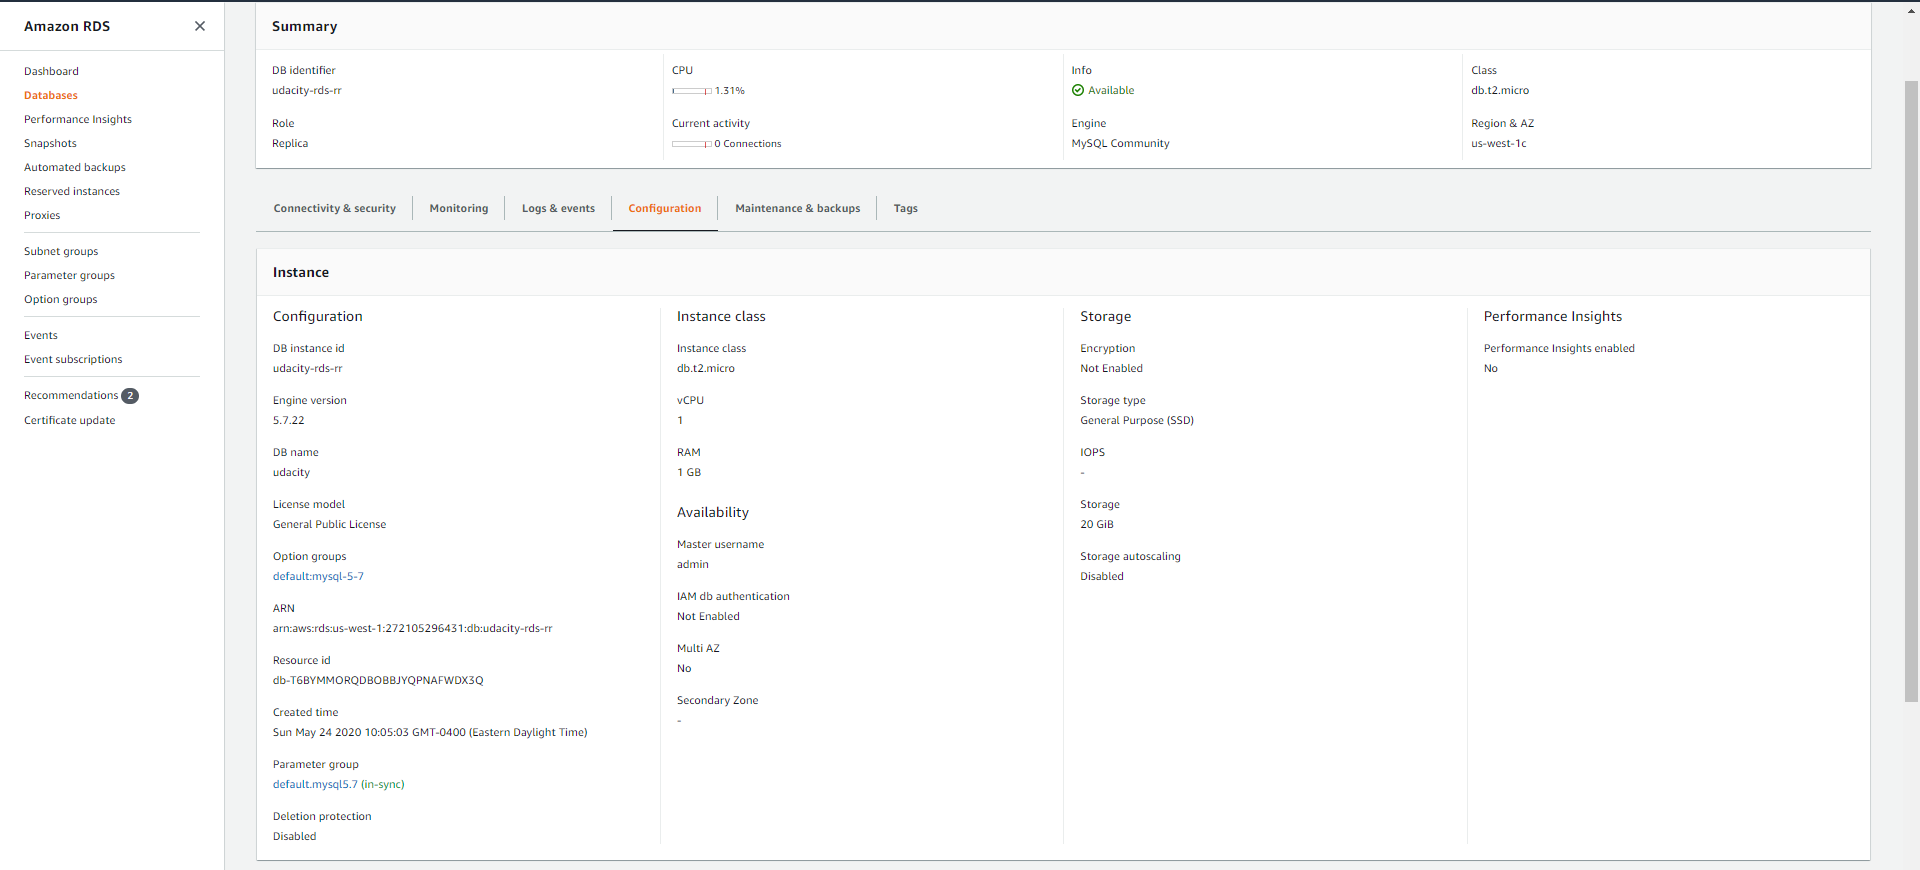 Amazon RDS
Dashboard
Databases
Performance Insights
Snapshots
Automated backups
Reserved instances
Proxies
Subnet groups
Parameter groups
Option groups
Events
Event subscriptions
Recommendations 2
Certificate update
Summary
DB identifier
udacity-rds-rr
CPU
1.31%
Info
Available
Class
db.t2.micro
Role
Replica
Current activity
0 Connections
Engine
MySQL Community
Region & AZ
us-west-1c
Connectivity & security
Monitoring
Logs & events
Configuration
Maintenance & backups
Tags
Instance
Configuration
DB instance id
udacity-rds-rr
Engine version
5.7.22
DB name
udacity
License model
General Public License
Option groups
default:mysql-5-7
ARN
arn:aws:rds:us-west-1:272105296431:db:udacity-rds-rr
Resource id
db-T6BYMMORQDBOBBJYQPNAFWDX3Q
Created time
Sun May 24 2020 10:05:03 GMT-0400 (Eastern Daylight Time)
Parameter group
default.mysql5.7 (in-sync)
Deletion protection
Disabled
Instance class
Instance class
db.t2.micro
vCPU
1
RAM
1 GB
Availability
Master username
admin
IAM db authentication
Not Enabled
Multi AZ
No
Secondary Zone
-
Storage
Encryption
Not Enabled
Storage type
General Purpose (SSD)
IOPS
-
Storage
20 GiB
Storage autoscaling
Disabled
Performance Insights
Performance Insights enabled
No